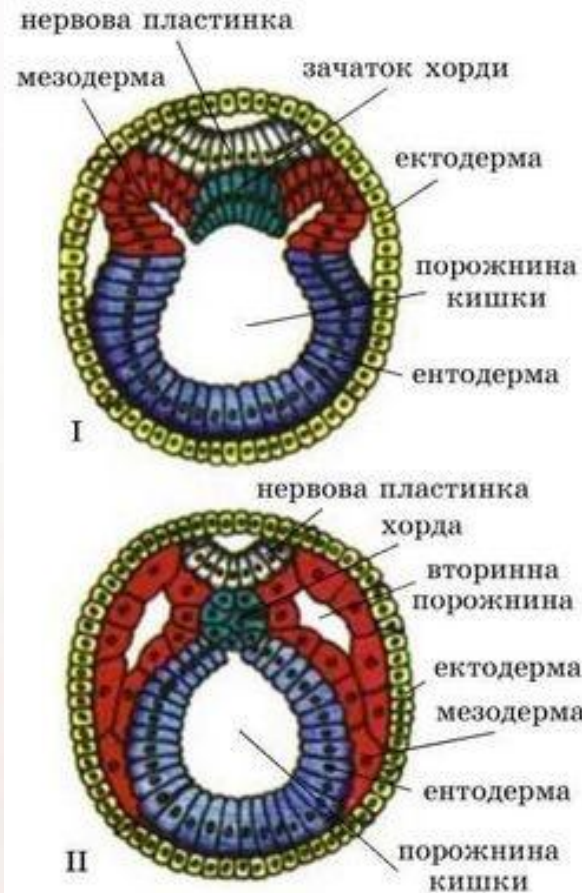 нервова пластинка
мезодерма
зачаток хорди
ектодерма
порожнина
кишки
ентодерма
I
нервова пластинка
хорда
вторинна
порожнина
ектодерма
мезодерма
ентодерма
порожнина
кишки
II